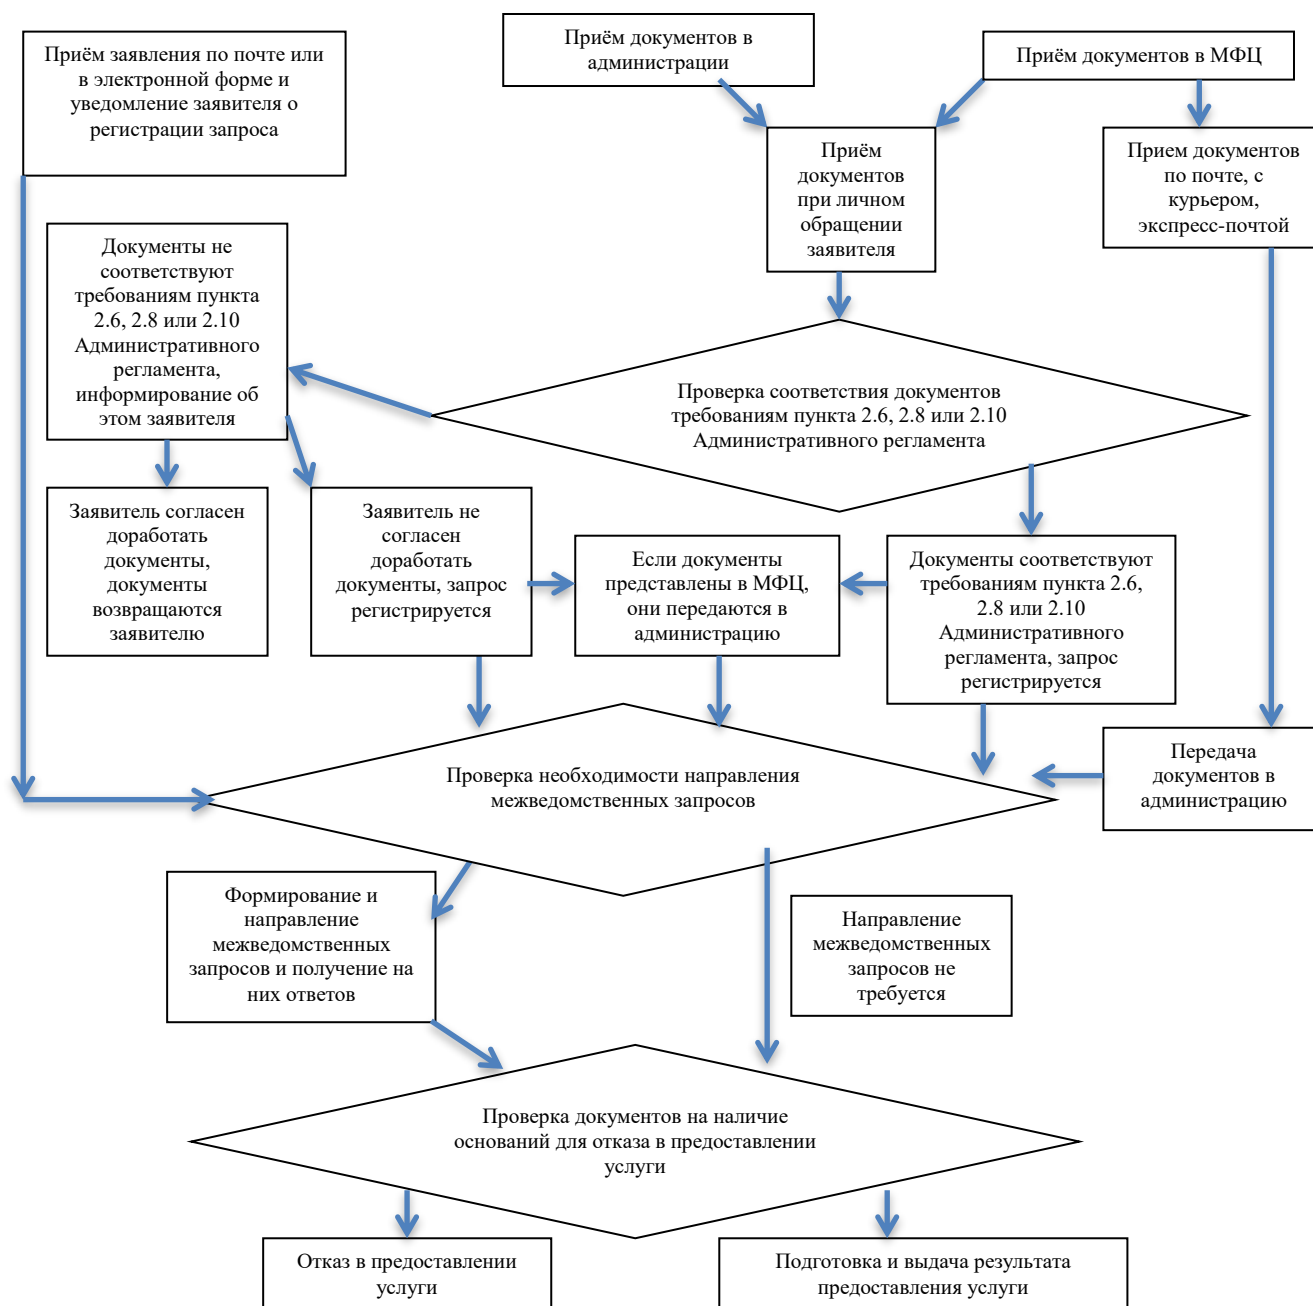 Приём заявления по почте или
в электронной форме и
уведомление заявителя о
регистрации запроса
Приём документов в
администрации
Приём документов в МФЦ
Приём
документов
при личном
обращении
заявителя
Прием документов
по почте, с
курьером,
экспресс-почтой
Документы не
соответствуют
требованиям пункта
2.6, 2.8 или 2.10
Административного
регламента,
информирование об
этом заявителя
Проверка соответствия документов
требованиям пункта 2.6, 2.8 или 2.10
Административного регламента
Заявитель согласен
доработать
документы,
документы
возвращаются
заявителю
Заявитель не
согласен
доработать
документы, запрос
регистрируется
Если документы
представлены в МФЦ,
они передаются в
администрацию
Документы соответствуют
требованиям пункта 2.6,
2.8 или 2.10
Административного
регламента, запрос
регистрируется
Передача
документов в
администрацию
Проверка необходимости направления
межведомственных запросов
Формирование и
направление
межведомственных
запросов и получение на
них ответов
Направление
межведомственных
запросов не
требуется
Проверка документов на наличие
оснований для отказа в предоставлении
услуги
Отказ в предоставлении
услуги
Подготовка и выдача результата
предоставления услуги